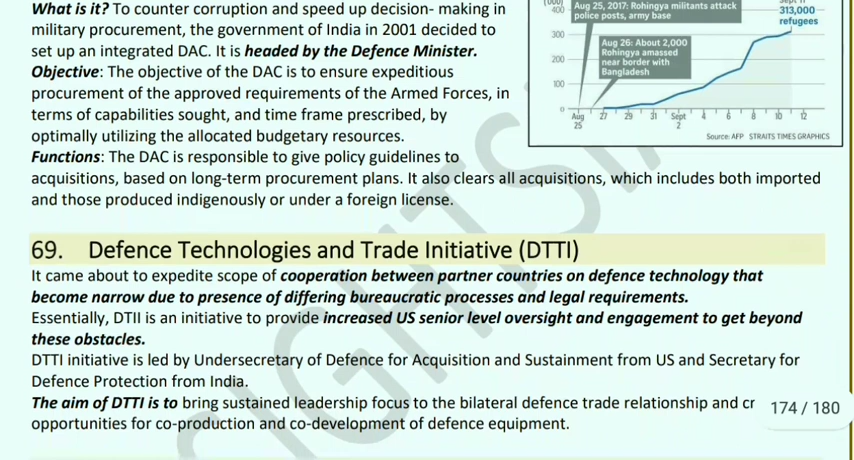 What is it? To counter corruption and speed up decision- making in
military procurement, the government of India in 2001 decided to
set up an integrated DAC. It is headed by the Defence Minister.
Objective: The objective of the DAC is to ensure expeditious
procurement of the approved requirements of the Armed Forces, in
terms of capabilities sought, and time frame prescribed, by
optimally utilizing the allocated budgetary resources.
Functions: The DAC is responsible to give policy guidelines to
acquisitions, based on long-term procurement plans. It also clears all acquisitions, which includes both imported
and those produced indigenously or under a foreign license.
('000)
400
300
200
100
0
Aug 25, 2017: Rohingya militants attack
police posts, army base
Aug 26: About 2,000
Rohingya amassed
near border with
Bangladesh
313,000
refugees
Aug 27 29 31 Sept 4 6 8 10 12
25 2
Source: AFP STRAITS TIMES GRAPHICS
69. Defence Technologies and Trade Initiative (DTTI)
It came about to expedite scope of cooperation between partner countries on defence technology that
become narrow due to presence of differing bureaucratic processes and legal requirements.
Essentially, DTII is an initiative to provide increased US senior level oversight and engagement to get beyond
these obstacles.
DTTI initiative is led by Undersecretary of Defence for Acquisition and Sustainment from US and Secretary for
Defence Protection from India.
The aim of DTTI is to bring sustained leadership focus to the bilateral defence trade relationship and cr
opportunities for co-production and co-development of defence equipment.
174 / 180